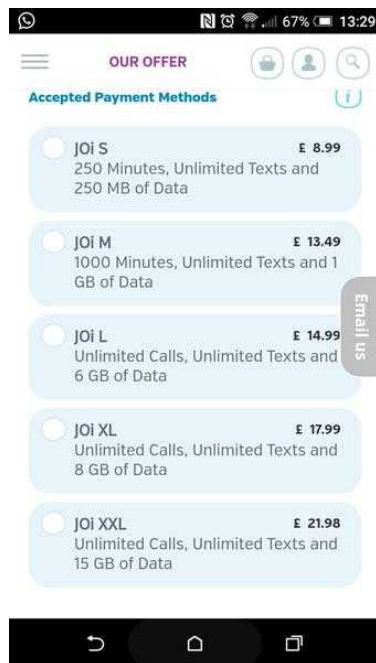 67% 13:29
OUR OFFER
Accepted Payment Methods i
JOi S £ 8.99
250 Minutes, Unlimited Texts and
250 MB of Data
JOi M £ 13.49
1000 Minutes, Unlimited Texts and 1
GB of Data
Email us
JOi L £ 14.99
Unlimited Calls, Unlimited Texts and
6 GB of Data
JOi XL £ 17.99
Unlimited Calls, Unlimited Texts and
8 GB of Data
JOi XXL £ 21.98
Unlimited Calls, Unlimited Texts and
15 GB of Data